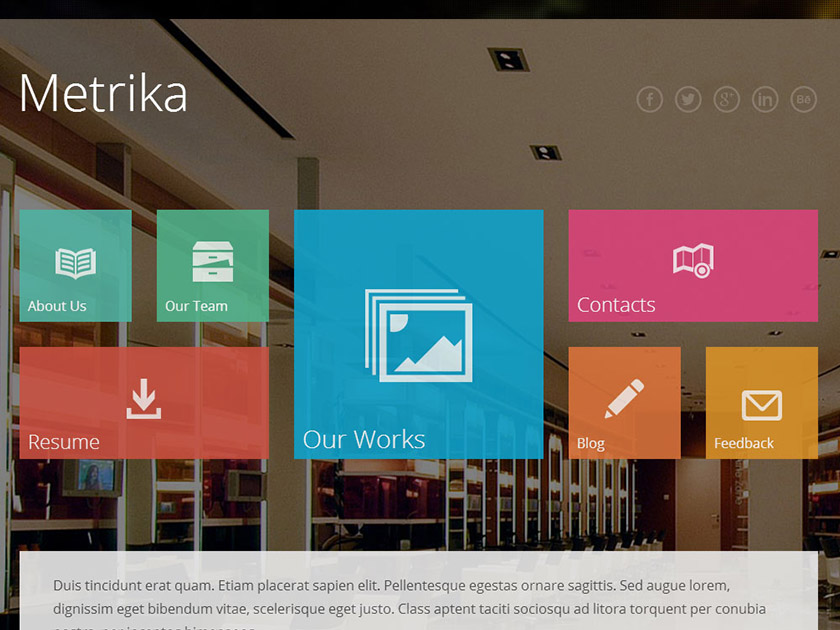 Metrika
About Us
Our Team
Our Works
Contacts
Resume
Blog
Feedback
Duis tincidunt erat quam. Etiam placerat sapien elit. Pellentesque egestas ornare sagittis. Sed augue lorem,
dignissim eget bibendum vitae, scelerisque eget justo. Class aptent taciti sociosqu ad litora torquent per conubia